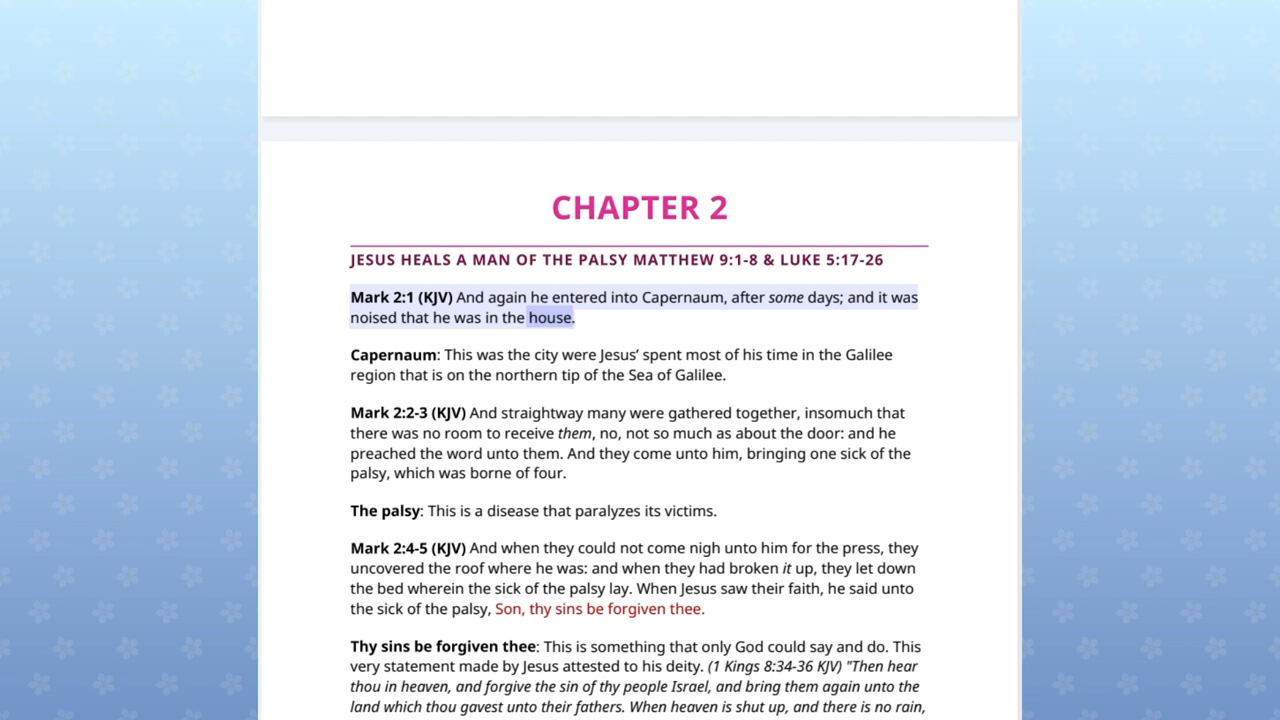 CHAPTER 2
JESUS HEALS A MAN OF THE PALSY MATTHEW 9:1-8 & LUKE 5:17-26
Mark 2:1 (KJV) And again he entered into Capernaum, after some days; and it was
noised that he was in the house.
Capernaum: This was the city were Jesus’ spent most of his time in the Galilee
region that is on the northern tip of the Sea of Galilee.
Mark 2:2-3 (KJV) And straightway many were gathered together, insomuch that
there was no room to receive them, no, not so much as about the door: and he
preached the word unto them. And they come unto him, bringing one sick of the
palsy, which was borne of four.
The palsy: This is a disease that paralyzes its victims.
Mark 2:4-5 (KJV) And when they could not come nigh unto him for the press, they
uncovered the roof where he was: and when they had broken it up, they let down
the bed wherein the sick of the palsy lay. When Jesus saw their faith, he said unto
the sick of the palsy, Son, thy sins be forgiven thee.
Thy sins be forgiven thee: This is something that only God could say and do. This
very statement made by Jesus attested to his deity. (1 Kings 8:34-36 KJV) "Then hear
thou in heaven, and forgive the sin of thy people Israel, and bring them again unto the
land which thou gavest unto their fathers. When heaven is shut up, and there is no rain,